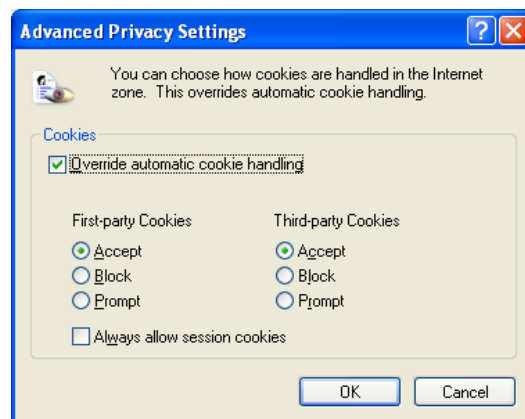 Advanced Privacy Settings
You can choose how cookies are handled in the Internet
zone. This overrides automatic cookie handling.
Cookies
Override automatic cookie handling
First-party Cookies Third-party Cookies
Accept Accept
Block Block
Prompt Prompt
Always allow session cookies
OK Cancel